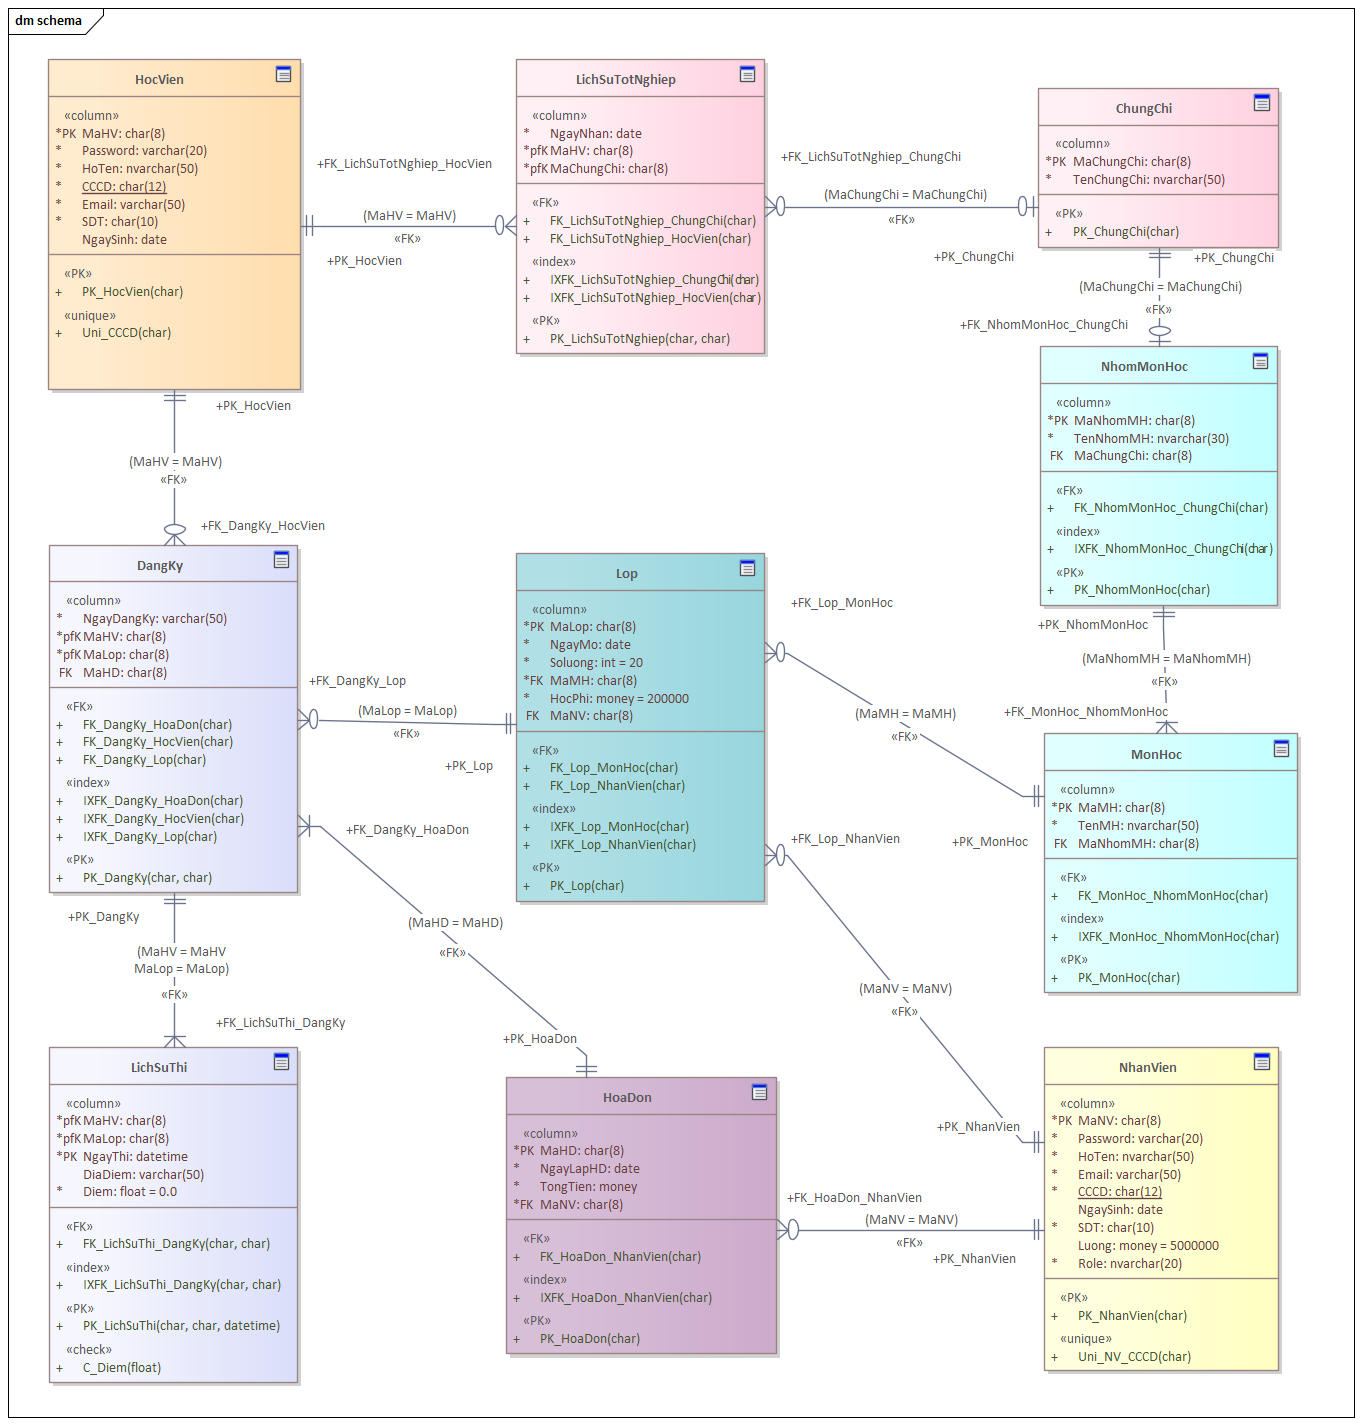 dm schema
HocVien
«column»
*PK MaHV: char(8)
* Password: varchar(20)
* HoTen: nvarchar(50)
* CCCD: char(12)
* Email: varchar(50)
* SDT: char(10)
NgaySinh: date
«PK»
+ PK_HocVien(char)
«unique»
+ Uni_CCCD(char)
LichSuTotNghiep
«column»
* NgayNhan: date
*pfK MaHV: char(8)
*pfK MaChungChi: char(8)
«FK»
+ FK_LichSuTotNghiep_ChungChi(char)
+ FK_LichSuTotNghiep_HocVien(char)
«index»
+ IXFK_LichSuTotNghiep_ChungChi(char)
+ IXFK_LichSuTotNghiep_HocVien(char)
«PK»
+ PK_LichSuTotNghiep(char, char)
ChungChi
«column»
*PK MaChungChi: char(8)
* TenChungChi: nvarchar(50)
«PK»
+ PK_ChungChi(char)
+FK_LichSuTotNghiep_HocVien
(MaHV = MaHV)
«FK»
+PK_HocVien
+FK_LichSuTotNghiep_ChungChi
(MaChungChi = MaChungChi)
«FK»
+PK_ChungChi
+PK_ChungChi
(MaChungChi = MaChungChi)
«FK»
+FK_NhomMonHoc_ChungChi
NhomMonHoc
«column»
*PK MaNhomMH: char(8)
* TenNhomMH: nvarchar(30)
FK MaChungChi: char(8)
«FK»
+ FK_NhomMonHoc_ChungChi(char)
«index»
+ IXFK_NhomMonHoc_ChungChi(char)
«PK»
+ PK_NhomMonHoc(char)
+PK_HocVien
(MaHV = MaHV)
«FK»
+FK_DangKy_HocVien
DangKy
«column»
* NgayDangKy: varchar(50)
*pfK MaHV: char(8)
*pfK MaLop: char(8)
FK MaHD: char(8)
«FK»
+ FK_DangKy_HoaDon(char)
+ FK_DangKy_HocVien(char)
+ FK_DangKy_Lop(char)
«index»
+ IXFK_DangKy_HoaDon(char)
+ IXFK_DangKy_HocVien(char)
+ IXFK_DangKy_Lop(char)
«PK»
+ PK_DangKy(char, char)
+FK_DangKy_Lop
(MaLop = MaLop)
«FK»
+PK_Lop
Lop
«column»
*PK MaLop: char(8)
* NgayMo: date
* Soluong: int = 20
*FK MaMH: char(8)
* HocPhi: money = 200000
FK MaNV: char(8)
«FK»
+ FK_Lop_MonHoc(char)
+ FK_Lop_NhanVien(char)
«index»
+ IXFK_Lop_MonHoc(char)
+ IXFK_Lop_NhanVien(char)
«PK»
+ PK_Lop(char)
+FK_Lop_MonHoc
(MaMH = MaMH)
«FK»
+PK_MonHoc
+PK_NhomMonHoc
(MaNhomMH = MaNhomMH)
«FK»
+FK_MonHoc_NhomMonHoc
MonHoc
«column»
*PK MaMH: char(8)
* TenMH: nvarchar(50)
FK MaNhomMH: char(8)
«FK»
+ FK_MonHoc_NhomMonHoc(char)
«index»
+ IXFK_MonHoc_NhomMonHoc(char)
«PK»
+ PK_MonHoc(char)
+FK_DangKy_HoaDon
(MaHD = MaHD)
«FK»
+PK_HoaDon
+FK_Lop_NhanVien
(MaNV = MaNV)
«FK»
+PK_NhanVien
+PK_DangKy
(MaHV = MaHV
MaLop = MaLop)
«FK»
+FK_LichSuThi_DangKy
LichSuThi
«column»
*pfK MaHV: char(8)
*pfK MaLop: char(8)
*PK NgayThi: datetime
DiaDiem: varchar(50)
* Diem: float = 0.0
«FK»
+ FK_LichSuThi_DangKy(char, char)
«index»
+ IXFK_LichSuThi_DangKy(char, char)
«PK»
+ PK_LichSuThi(char, char, datetime)
«check»
+ C_Diem(float)
HoaDon
«column»
*PK MaHD: char(8)
* NgayLapHD: date
* TongTien: money
*FK MaNV: char(8)
«FK»
+ FK_HoaDon_NhanVien(char)
«index»
+ IXFK_HoaDon_NhanVien(char)
«PK»
+ PK_HoaDon(char)
+FK_HoaDon_NhanVien
(MaNV = MaNV)
«FK»
+PK_NhanVien
NhanVien
«column»
*PK MaNV: char(8)
* Password: varchar(20)
* HoTen: nvarchar(50)
* Email: varchar(50)
* CCCD: char(12)
NgaySinh: date
* SDT: char(10)
Luong: money = 5000000
* Role: nvarchar(20)
«PK»
+ PK_NhanVien(char)
«unique»
+ Uni_NV_CCCD(char)